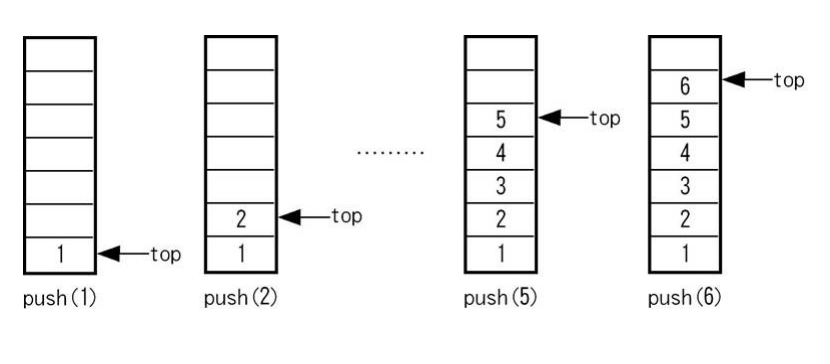 6 top
5 top 5
......... 4 4
3 3
2 top 2 2
1 top 1 1 1
push(1) push(2) push(5) push(6)